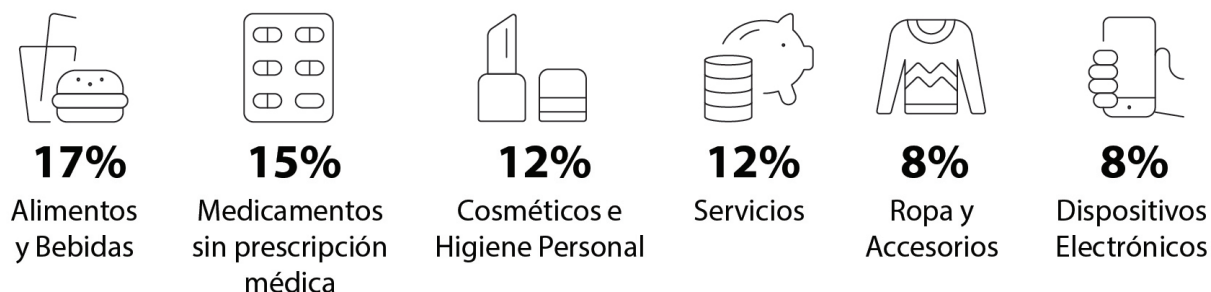 17%
Alimentos
y Bebidas
15%
Medicamentos
sin prescripción
médica
12%
Cosméticos e
Higiene Personal
12%
Servicios
8%
Ropa y
Accesorios
8%
Dispositivos
Electrónicos